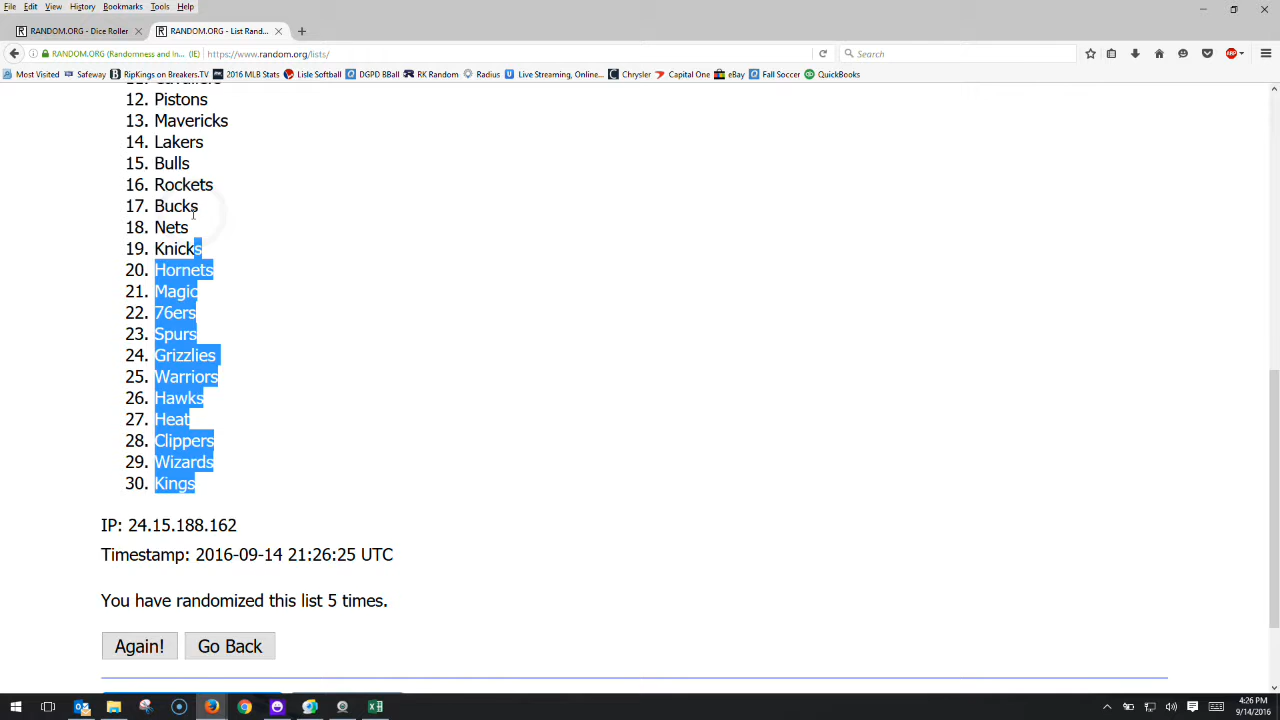 File Edit View History Bookmarks Tools Help
RANDOM.ORG - Dice Roller RANDOM.ORG - List Rand...
RANDOM.ORG (Randomness and In... (IE) https://www.random.org/lists/ Search
Most Visited Safeway RipKings on Breakers.TV 2016 MLB Stats Lisle Softball DGPD BBall RK Random Radius Live Streaming, Online... Chrysler Capital One eBay Fall Soccer QuickBooks
12. Pistons
13. Mavericks
14. Lakers
15. Bulls
16. Rockets
17. Bucks
18. Nets
19. Knicks
20. Hornets
21. Magic
22. 76ers
23. Spurs
24. Grizzlies
25. Warriors
26. Hawks
27. Heat
28. Clippers
29. Wizards
30. Kings
IP: 24.15.188.162
Timestamp: 2016-09-14 21:26:25 UTC
You have randomized this list 5 times.
Again! Go Back
4:26 PM
9/14/2016